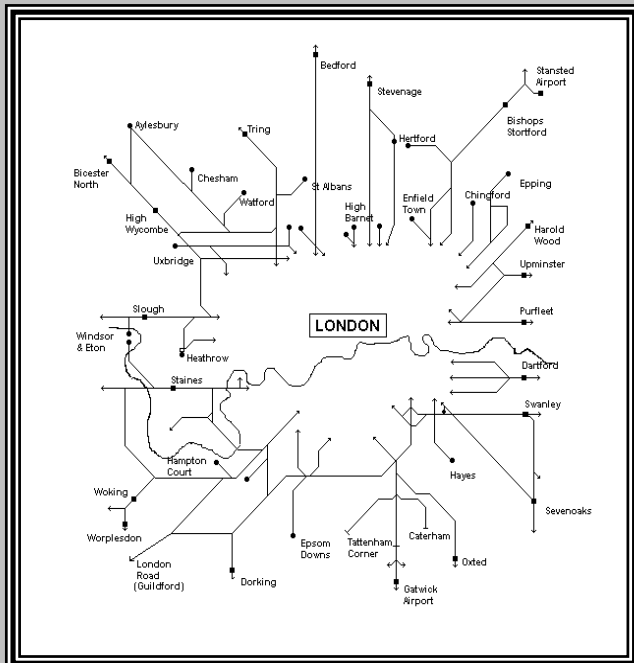 Bedford
Stansted
Airport
Stevenage
Bishops
Stortford
Aylesbury
Tring
Hertford
Bicester
North
Chesham
Watford
St Albans
Epping
Enfield
Town
Chingford
High
Wycombe
High
Barnet
Harold
Wood
Uxbridge
Upminster
Slough
Purfleet
LONDON
Windsor
& Eton
Heathrow
Dartford
Staines
Swanley
Hampton
Court
Hayes
Woking
Worplesdon
Sevenoaks
London
Road
(Guildford)
Dorking
Epsom
Downs
Tattenham
Corner
Caterham
Oxted
Gatwick
Airport